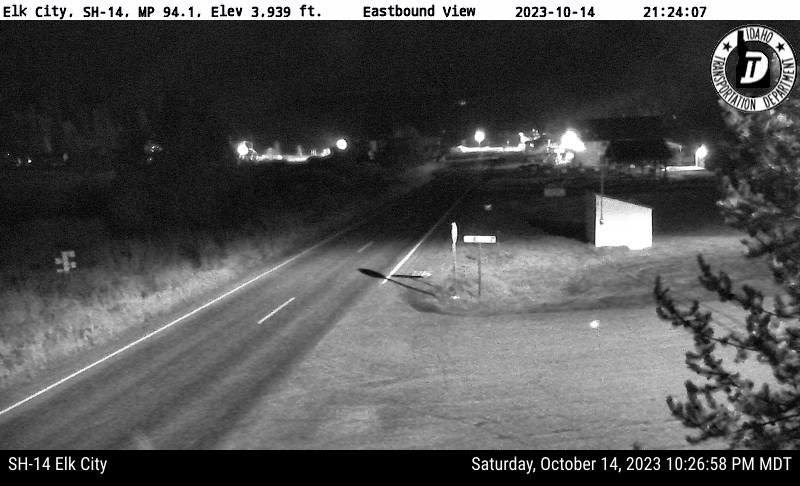 Elk City, SH-14, MP 94.1, Elev 3,939 ft. Eastbound View 2023-10-14 21:24:07
IDAHO
TRANSPORTATION DEPARTMENT
SH-14 Elk City Saturday, October 14, 2023 10:26:58 PM MDT